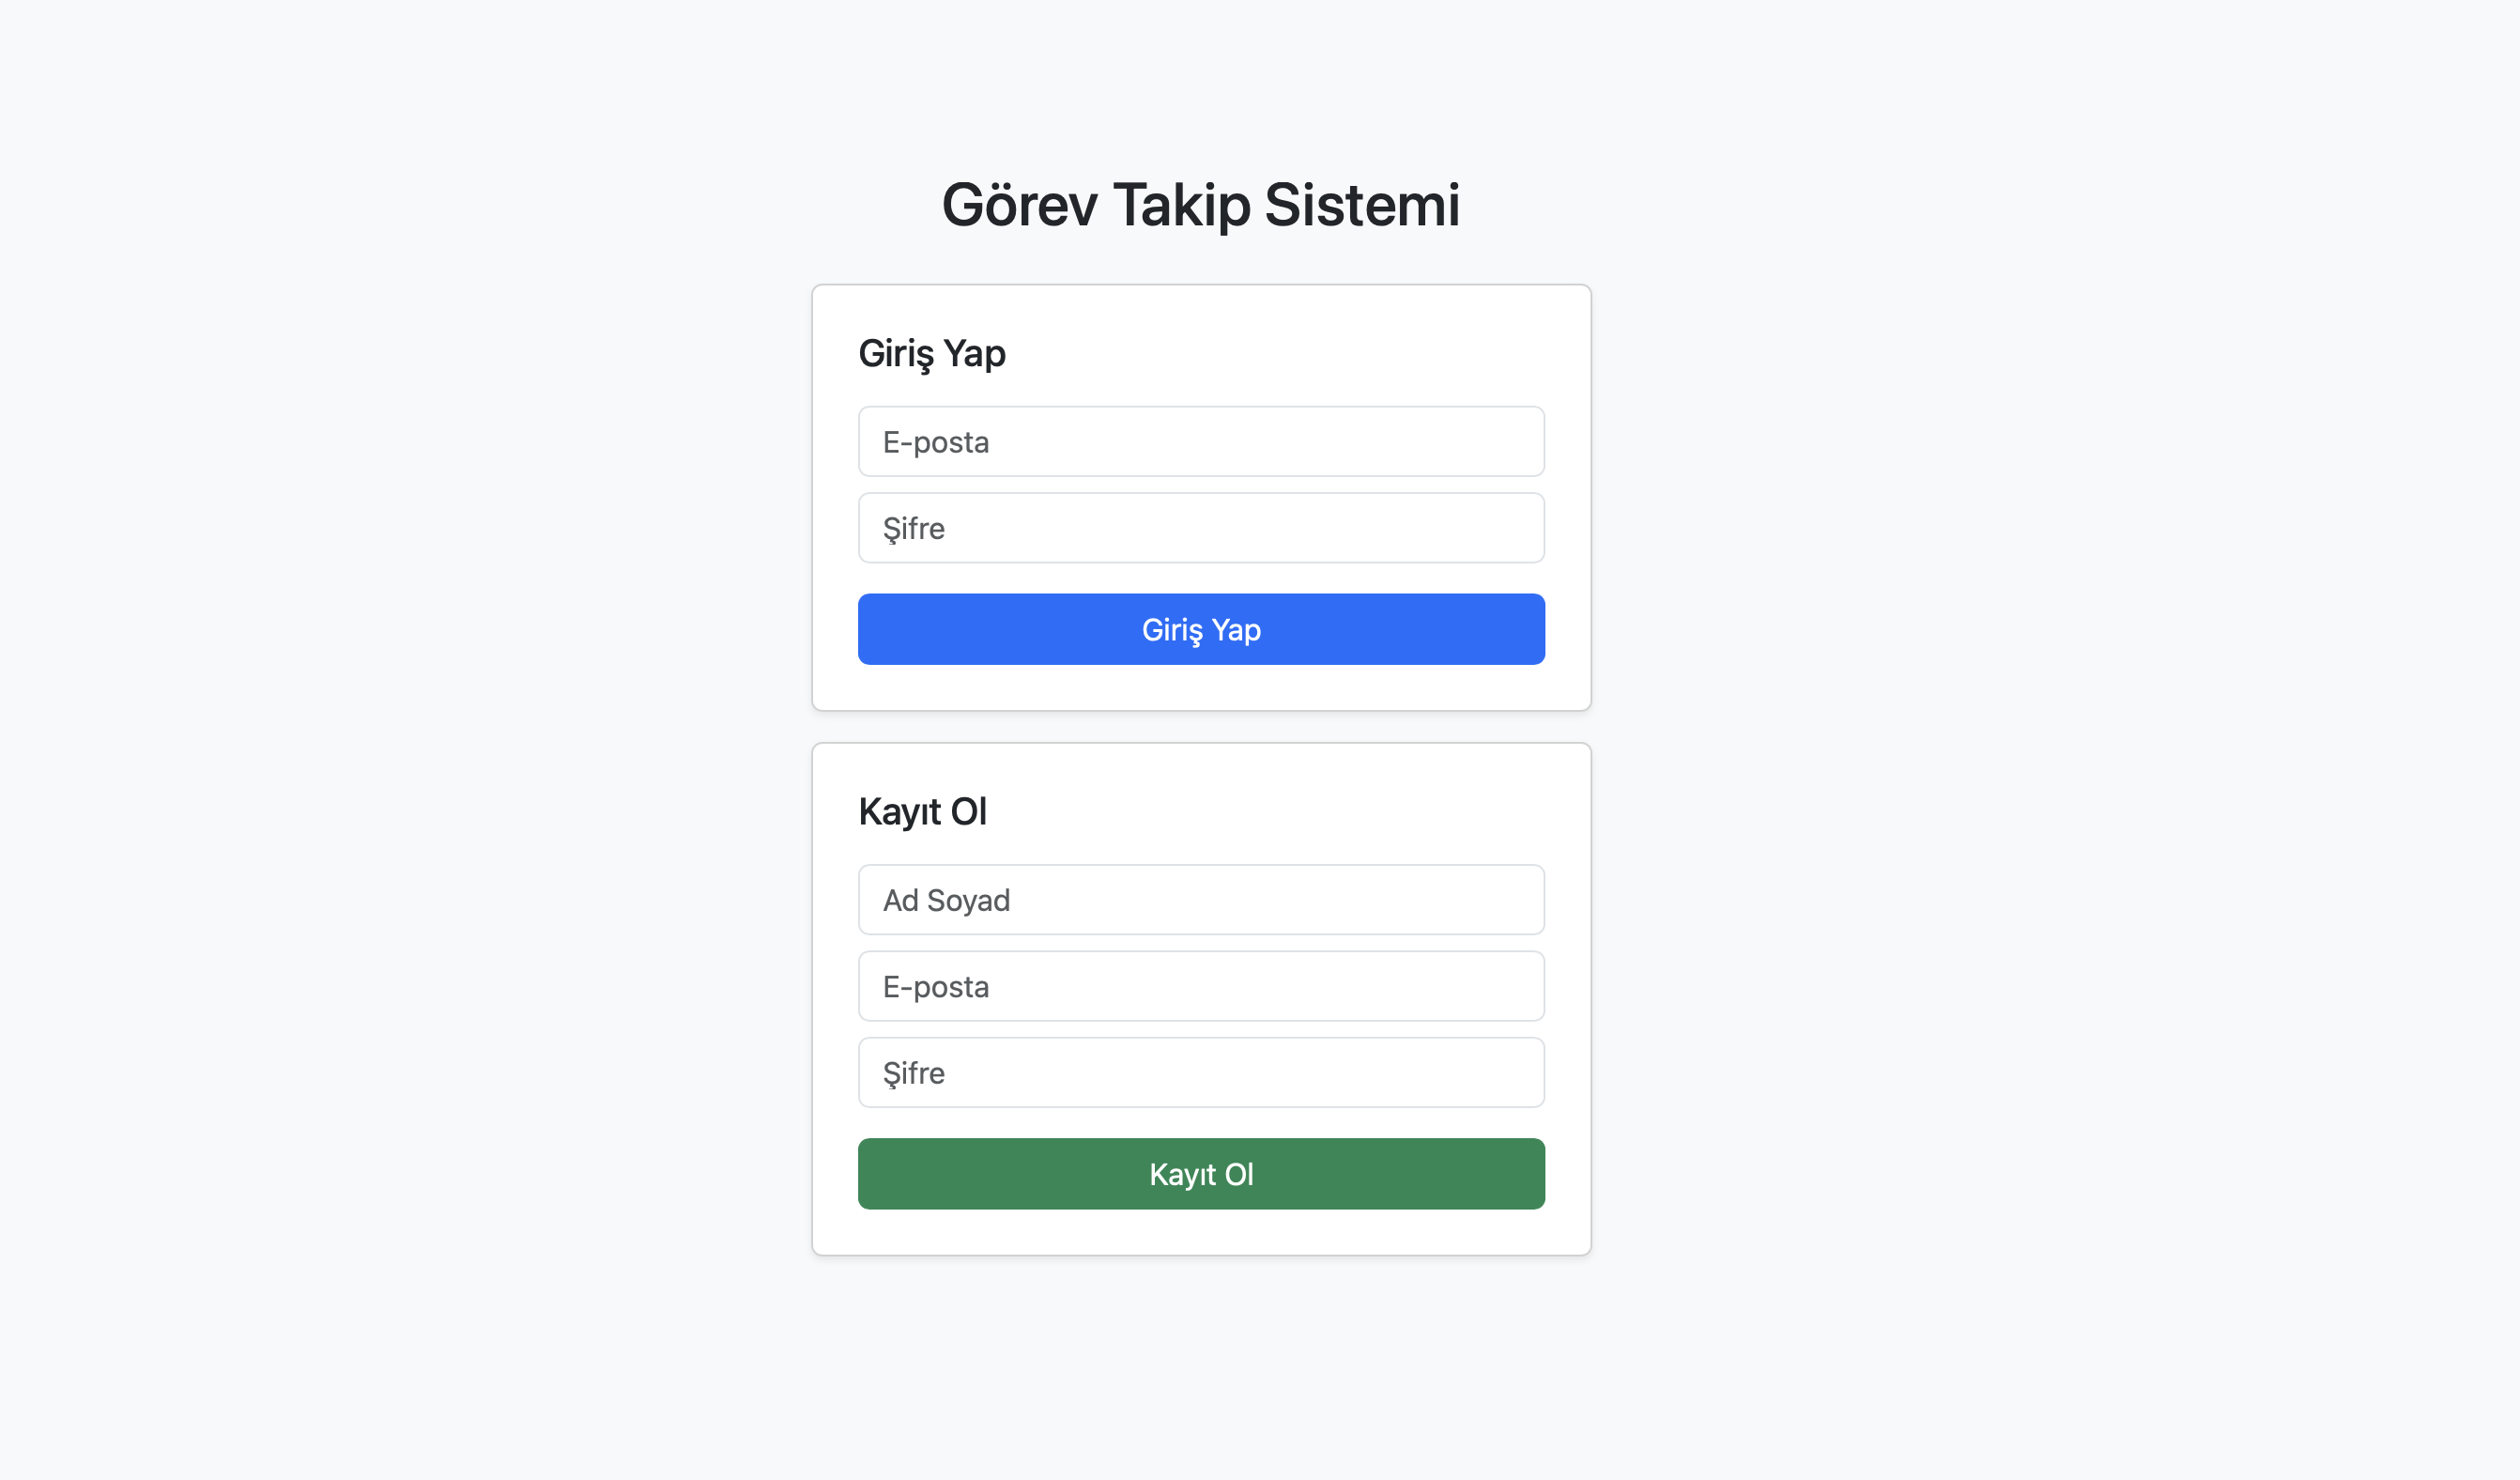 Görev Takip Sistemi
Giriş Yap
E-posta
Şifre
Giriş Yap
Kayıt Ol
Ad Soyad
E-posta
Şifre
Kayıt Ol